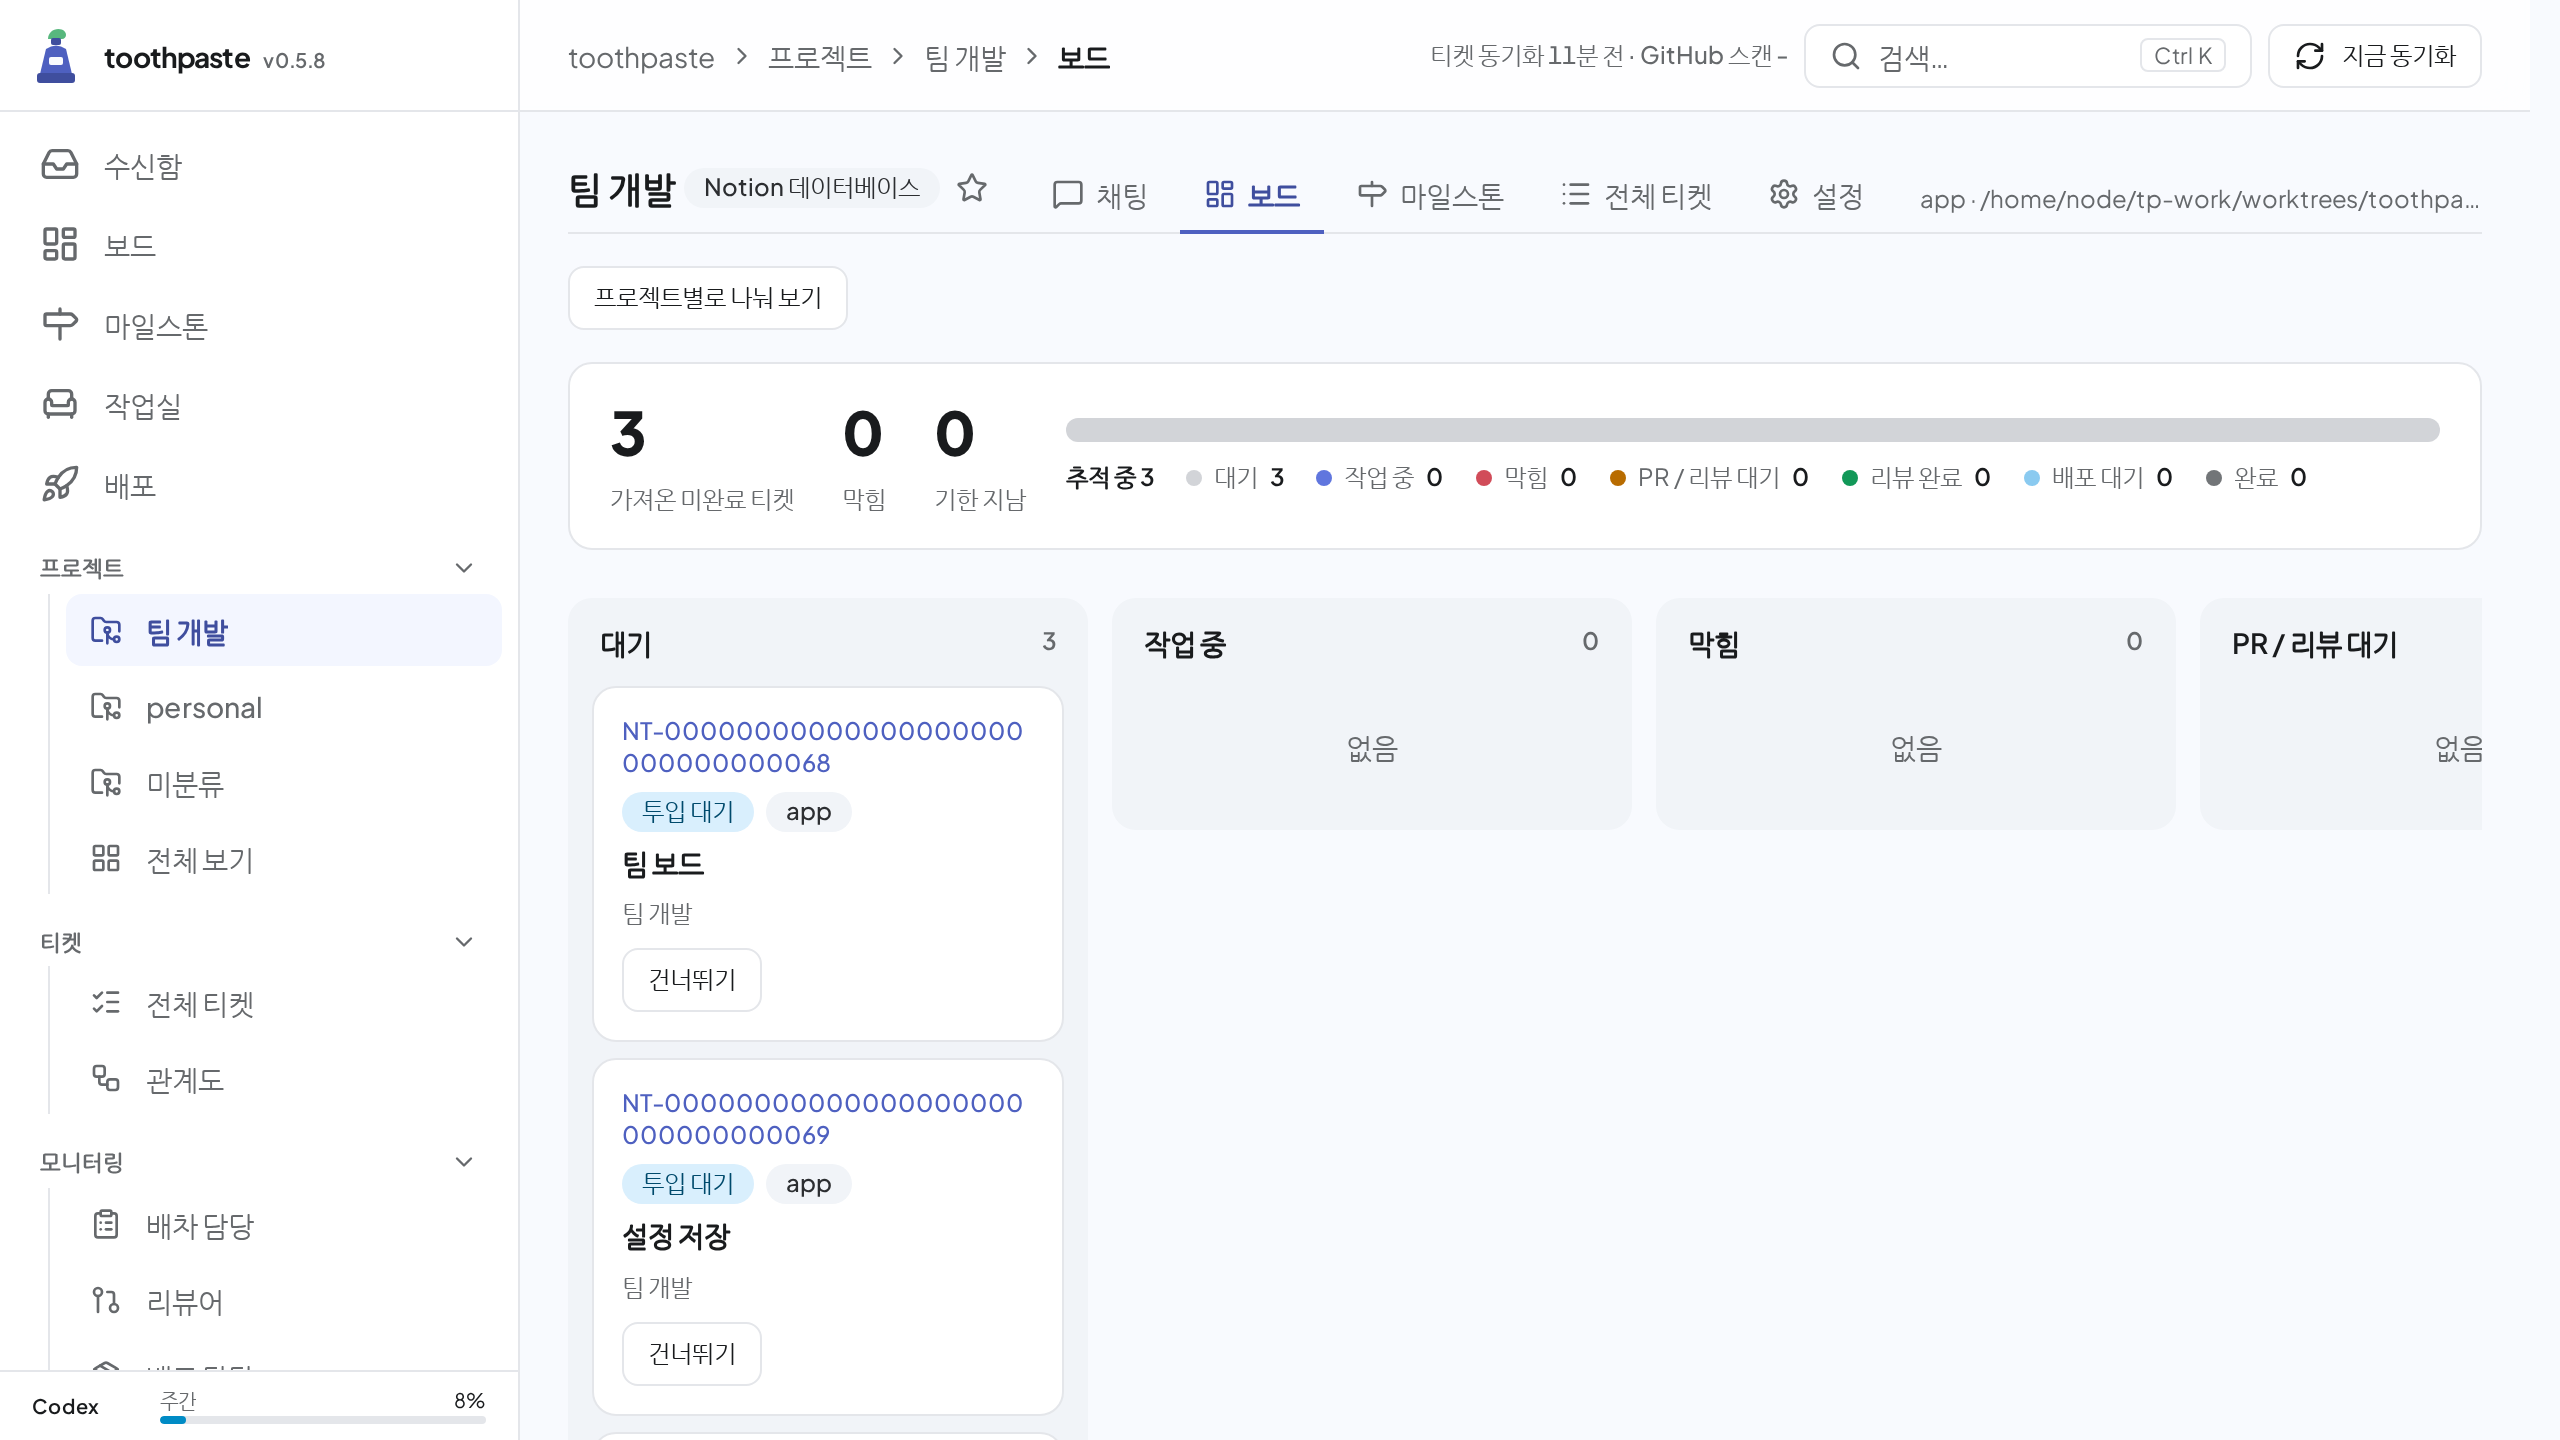 toothpaste v0.5.8
toothpaste > 프로젝트 > 팀 개발 > 보드
티켓 동기화 11분 전 · GitHub 스캔 -
검색...
Ctrl K
지금 동기화
수신함
보드
마일스톤
작업실
배포
프로젝트
팀 개발
personal
미분류
전체 보기
티켓
전체 티켓
관계도
모니터링
배차 담당
리뷰어
Codex
주간
8%
팀 개발
Notion 데이터베이스
채팅
보드
마일스톤
전체 티켓
설정
app · /home/node/tp-work/worktrees/toothpa...
프로젝트별로 나눠 보기
3
가져온 미완료 티켓
0
막힘
0
기한 지남
추적 중 3
대기 3
작업 중 0
막힘 0
PR / 리뷰 대기 0
리뷰 완료 0
배포 대기 0
완료 0
대기
3
NT-00000000000000000000
000000000068
투입 대기
app
팀 보드
팀 개발
건너뛰기
NT-00000000000000000000
000000000069
투입 대기
app
설정 저장
팀 개발
건너뛰기
작업 중
0
없음
막힘
0
없음
PR / 리뷰 대기
없음